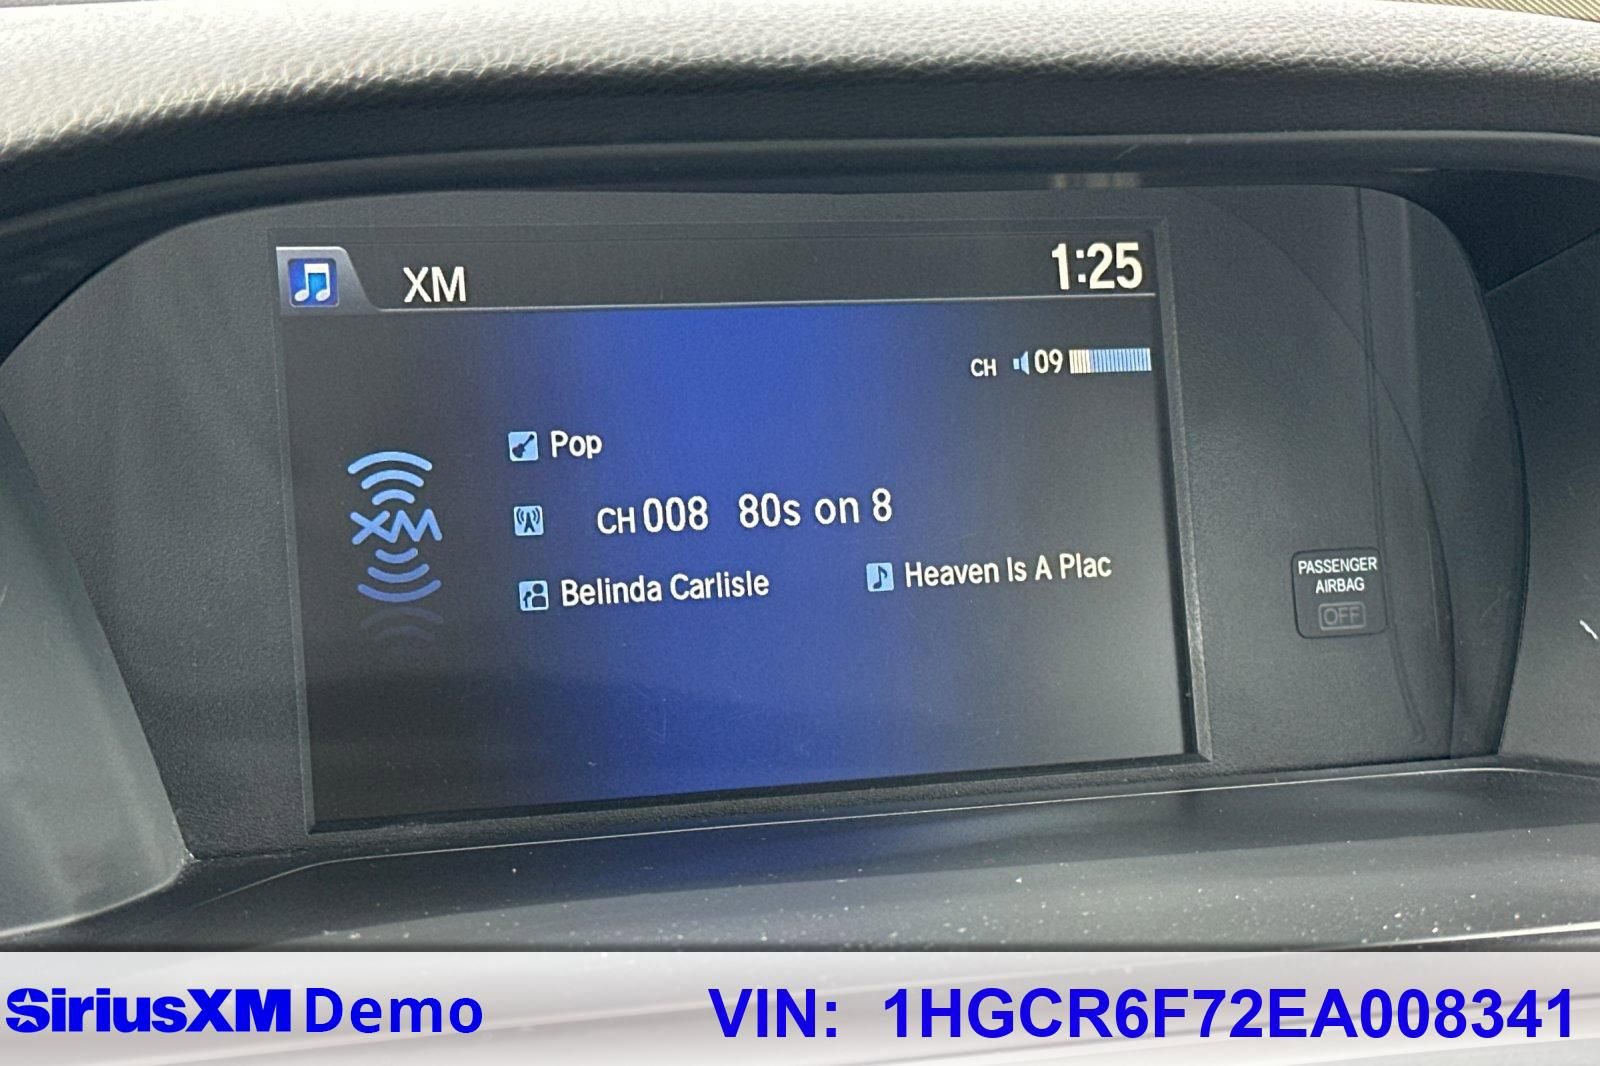 XM 1:25
CH 09
Pop
XM
CH 008 80s on 8
Belinda Carlisle Heaven Is A Plac
PASSENGER
AIRBAG
OFF
SiriusXM Demo VIN: 1HGCR6F72EA008341